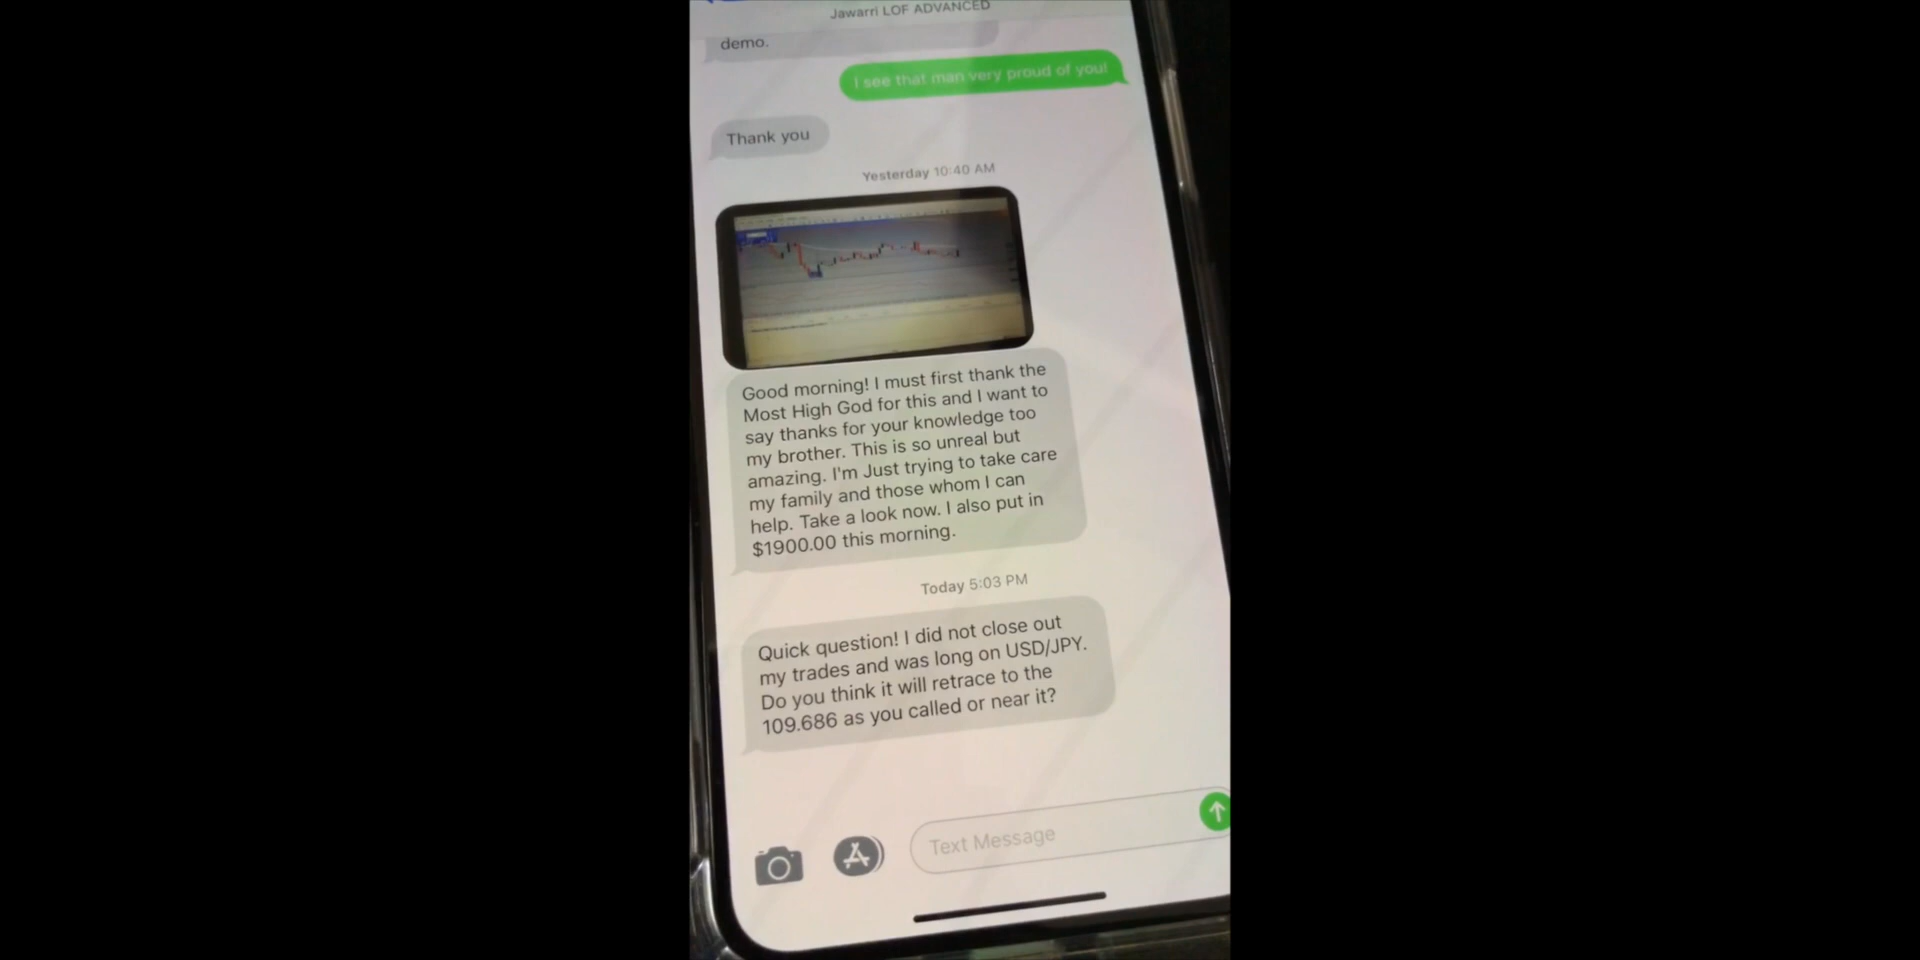 Jawarri LOF ADVANCED
demo.
I see that man very proud of you!
Thank you
Yesterday 10:40 AM
Good morning! I must first thank the
Most High God for this and I want to
say thanks for your knowledge too
my brother. This is so unreal but
amazing. I'm Just trying to take care
my family and those whom I can
help. Take a look now. I also put in
$1900.00 this morning.
Today 5:03 PM
Quick question! I did not close out
my trades and was long on USD/JPY.
Do you think it will retrace to the
109.686 as you called or near it?
Text Message